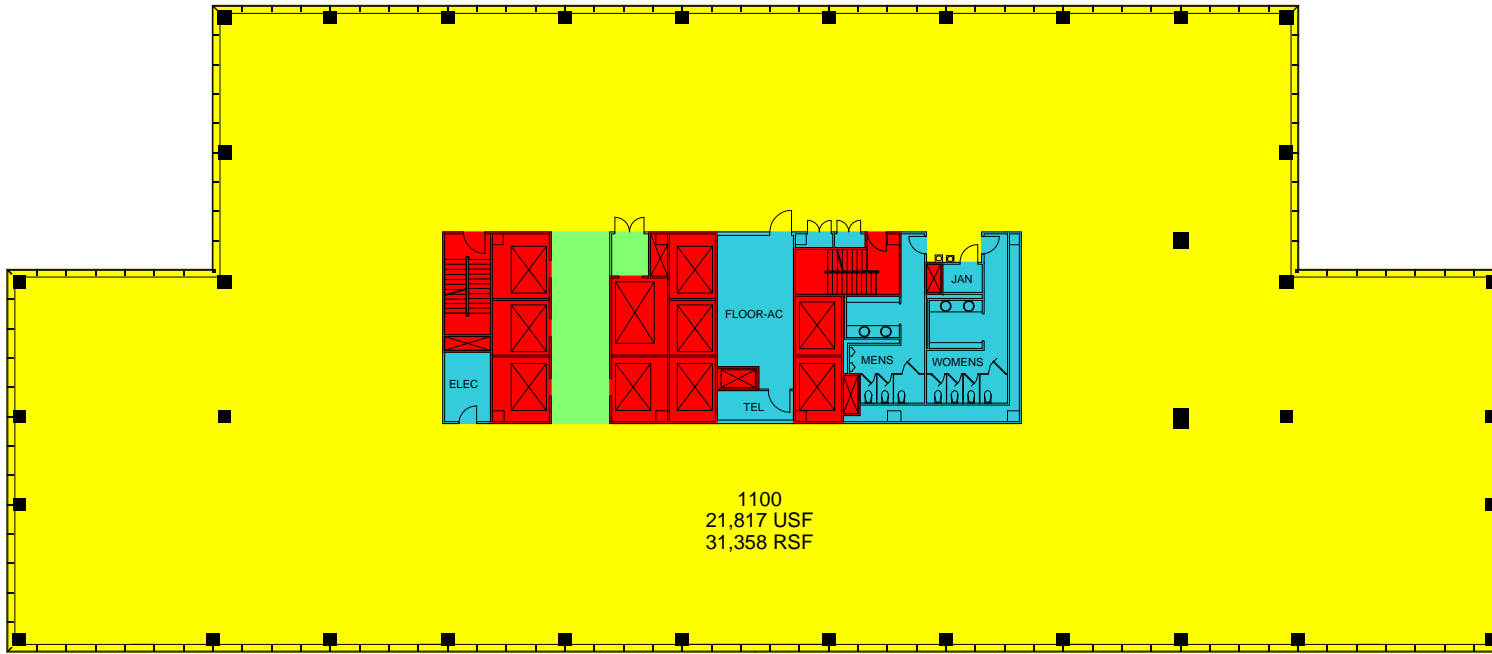 JAN
FLOOR-AC
MENS
WOMENS
ELEC
TEL
1100
21,817 USF
31,358 RSF